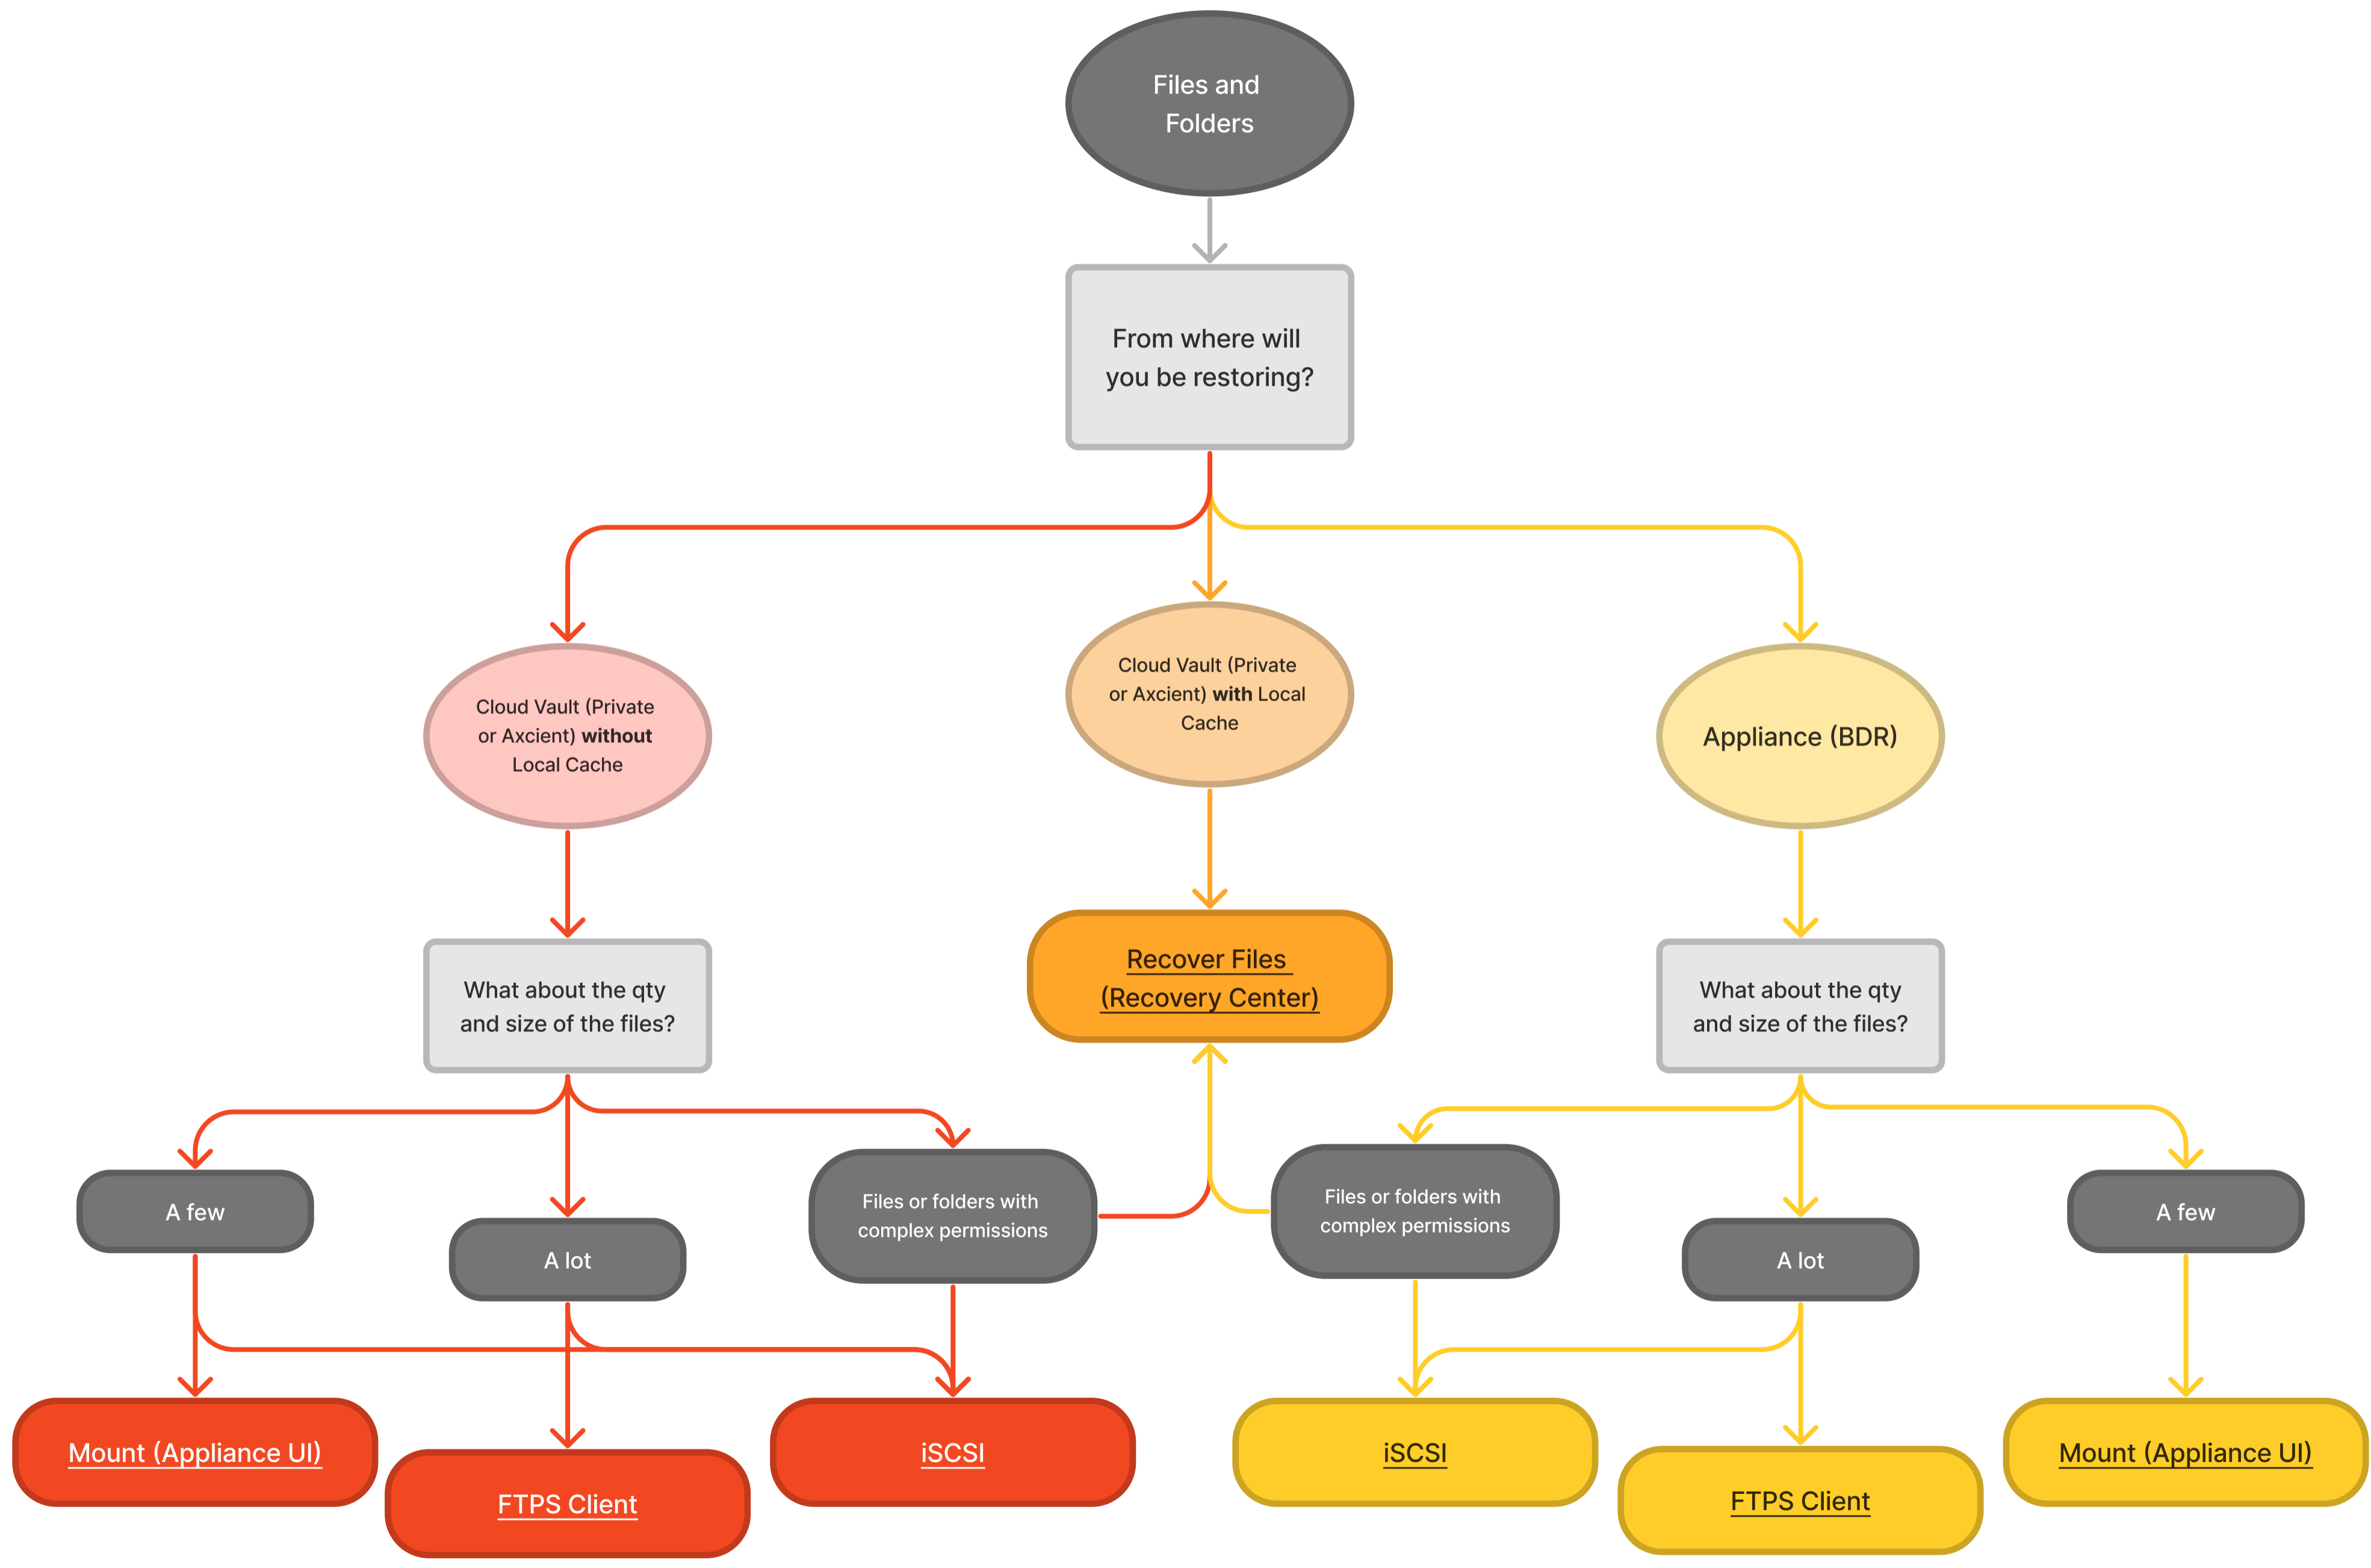 Files and
Folders
From where will
you be restoring?
Cloud Vault (Private
or Axcient) without
Local Cache
Cloud Vault (Private
or Axcient) with Local
Cache
Appliance (BDR)
What about the qty
and size of the files?
Recover Files
(Recovery Center)
What about the qty
and size of the files?
A few
A lot
Files or folders with
complex permissions
Files or folders with
complex permissions
A lot
A few
Mount (Appliance UI)
FTPS Client
iSCSI
iSCSI
FTPS Client
Mount (Appliance UI)